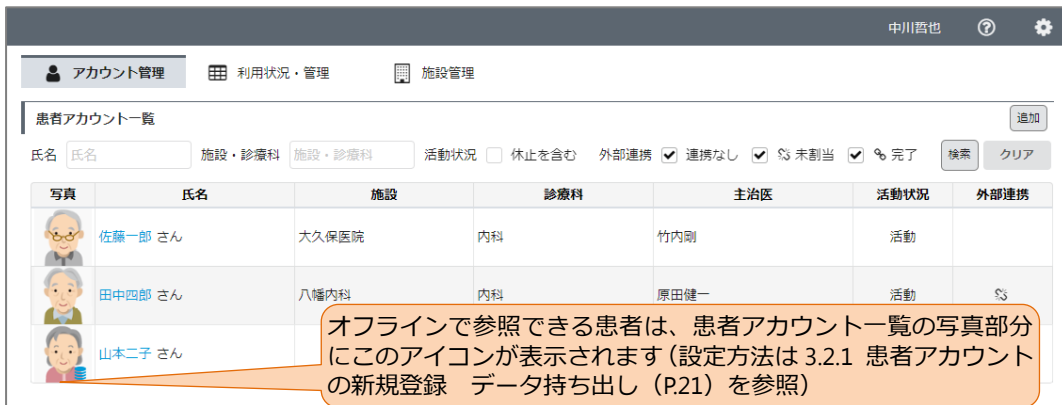 中川哲也
アカウント管理 利用状況・管理 施設管理
患者アカウント一覧 追加
氏名 氏名 施設・診療科 施設・診療科 活動状況 休止を含む 外部連携 連携なし 未割当 完了 検索 クリア
写真 氏名 施設 診療科 主治医 活動状況 外部連携
佐藤一郎 さん 大久保医院 内科 竹内剛 活動
田中四郎 さん 八幡内科 内科 原田健一 活動
山本二子 さん
オフラインで参照できる患者は、患者アカウント一覧の写真部分
にこのアイコンが表示されます（設定方法は 3.2.1 患者アカウント
の新規登録　データ持ち出し（P.21）を参照）